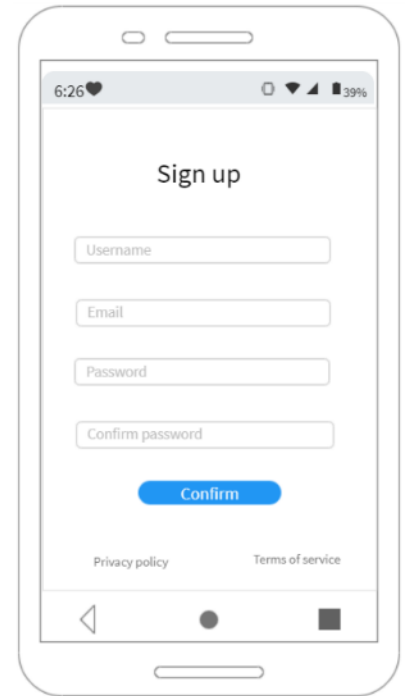 6:26 39%
Sign up
Username
Email
Password
Confirm password
Confirm
Privacy policy Terms of service